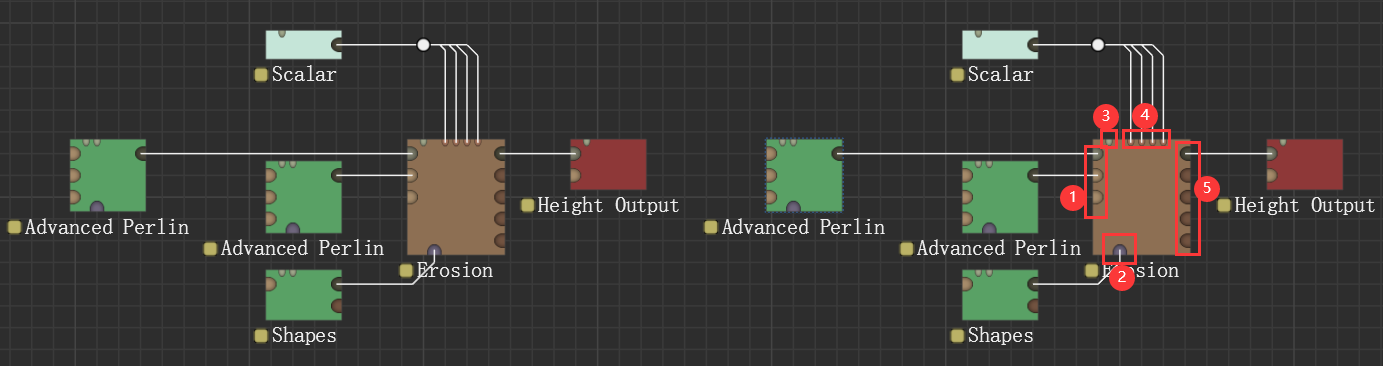 Scalar
Advanced Perlin
Advanced Perlin
Erosion
Height Output
Shapes
Scalar
3
4
1
5
2
Advanced Perlin
Advanced Perlin
Erosion
Height Output
Shapes